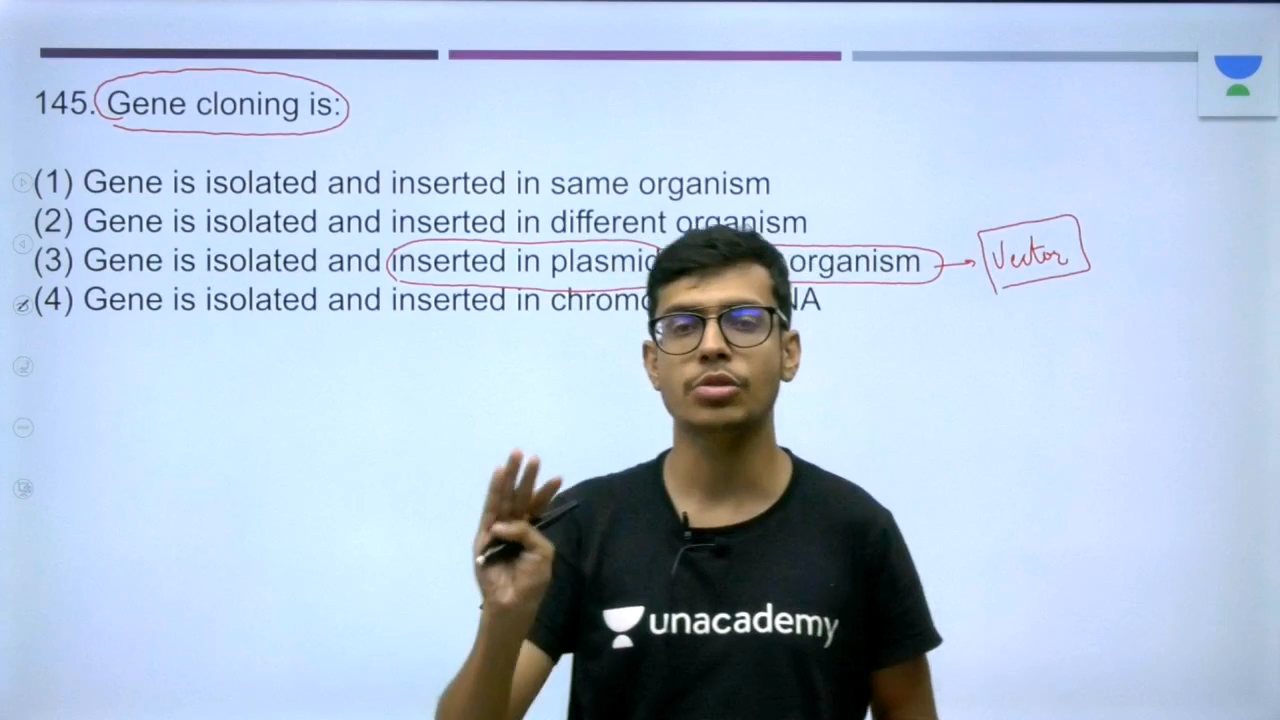 145. Gene cloning is:
(1) Gene is isolated and inserted in same organism
(2) Gene is isolated and inserted in different organism
(3) Gene is isolated and inserted in plasmid organism
Vector
(4) Gene is isolated and inserted in
unacademy